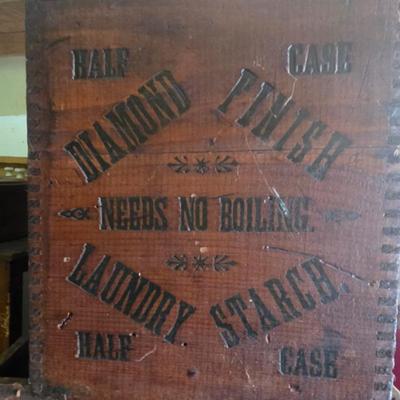 HALF CASE
DIAMOND FINISH
NEEDS NO BOILING.
LAUNDRY STARCH.
HALF CASE